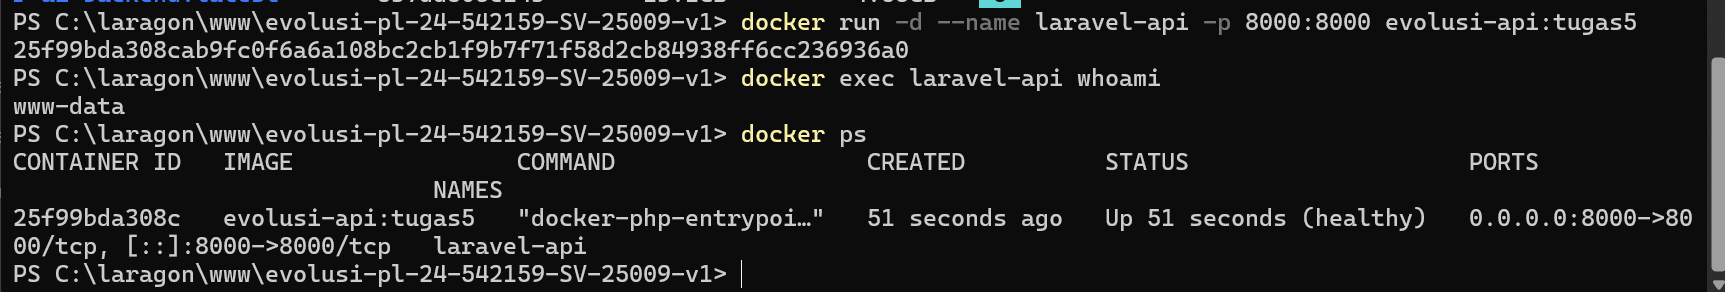 PS C:\laragon\www\evolusi-pl-24-542159-SV-25009-v1> docker run -d --name laravel-api -p 8000:8000 evolusi-api:tugas5
25f99bda308cab9fc0f6a6a108bc2cb1f9b7f71f58d2cb84938ff6cc236936a0
PS C:\laragon\www\evolusi-pl-24-542159-SV-25009-v1> docker exec laravel-api whoami
www-data
PS C:\laragon\www\evolusi-pl-24-542159-SV-25009-v1> docker ps
CONTAINER ID   IMAGE                COMMAND                  CREATED          STATUS                    PORTS
                              NAMES
25f99bda308c   evolusi-api:tugas5   "docker-php-entrypoi…"   51 seconds ago   Up 51 seconds (healthy)   0.0.0.0:8000->80
00/tcp, [::]:8000->8000/tcp   laravel-api
PS C:\laragon\www\evolusi-pl-24-542159-SV-25009-v1>